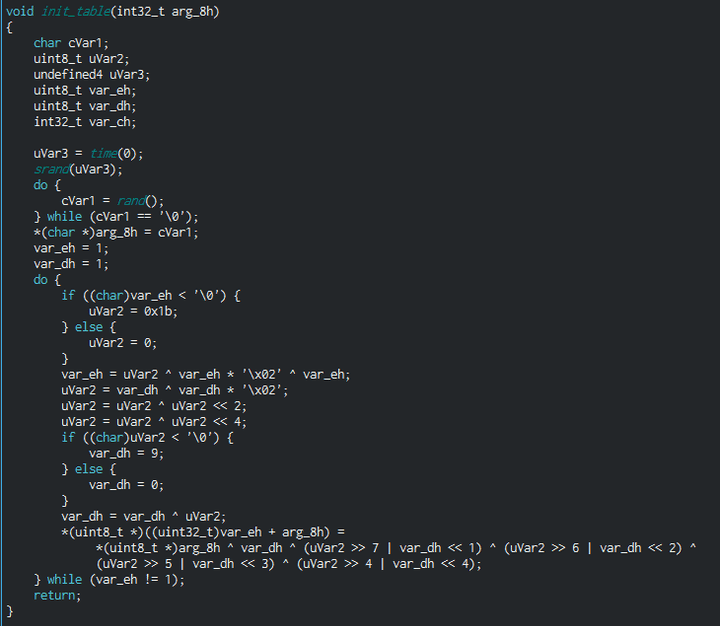 void init_table(int32_t arg_8h)
{
    char cVar1;
    uint8_t uVar2;
    undefined4 uVar3;
    uint8_t var_eh;
    uint8_t var_dh;
    int32_t var_ch;

    uVar3 = time(0);
    srand(uVar3);
    do {
        cVar1 = rand();
    } while (cVar1 == '\0');
    *(char *)arg_8h = cVar1;
    var_eh = 1;
    var_dh = 1;
    do {
        if ((char)var_eh < '\0') {
            uVar2 = 0x1b;
        } else {
            uVar2 = 0;
        }
        var_eh = uVar2 ^ var_eh * '\x02' ^ var_eh;
        uVar2 = var_dh ^ var_dh * '\x02';
        uVar2 = uVar2 ^ uVar2 << 2;
        uVar2 = uVar2 ^ uVar2 << 4;
        if ((char)uVar2 < '\0') {
            var_dh = 9;
        } else {
            var_dh = 0;
        }
        var_dh = var_dh ^ uVar2;
        *(uint8_t *)((uint32_t)var_eh + arg_8h) =
             *(uint8_t *)arg_8h ^ var_dh ^ (uVar2 >> 7 | var_dh << 1) ^ (uVar2 >> 6 | var_dh << 2) ^
             (uVar2 >> 5 | var_dh << 3) ^ (uVar2 >> 4 | var_dh << 4);
    } while (var_eh != 1);
    return;
}